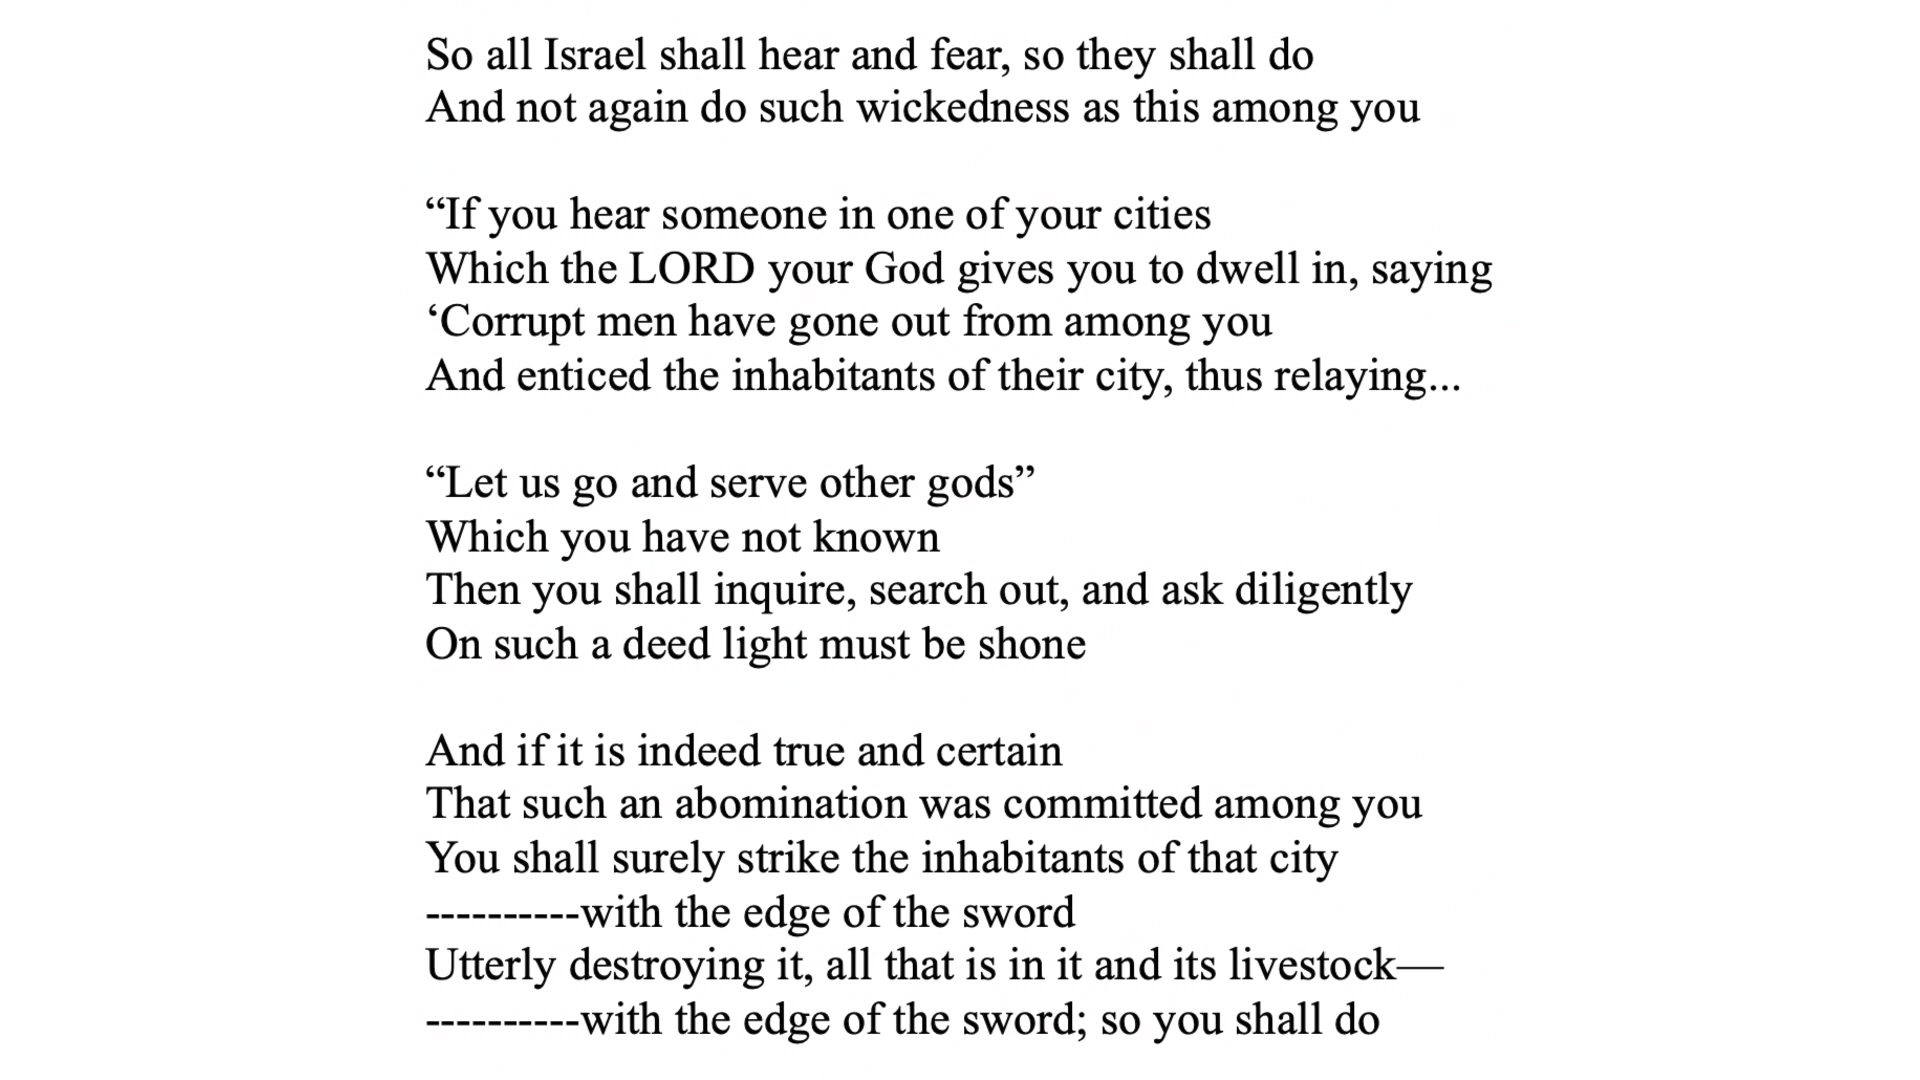 So all Israel shall hear and fear, so they shall do
And not again do such wickedness as this among you
“If you hear someone in one of your cities
Which the LORD your God gives you to dwell in, saying
‘Corrupt men have gone out from among you
And enticed the inhabitants of their city, thus relaying...
“Let us go and serve other gods”
Which you have not known
Then you shall inquire, search out, and ask diligently
On such a deed light must be shone
And if it is indeed true and certain
That such an abomination was committed among you
You shall surely strike the inhabitants of that city
----------with the edge of the sword
Utterly destroying it, all that is in it and its livestock—
----------with the edge of the sword; so you shall do